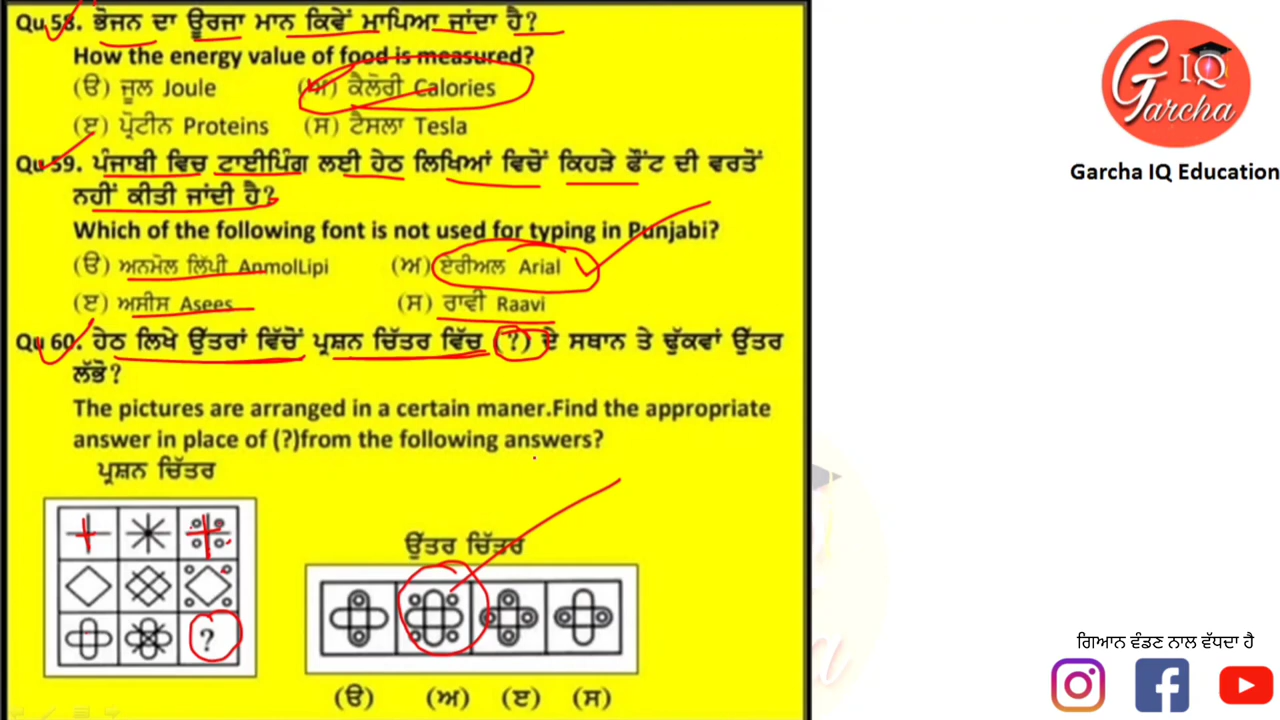 Qu 58. ਭੋਜਨ ਦਾ ਊਰਜਾ ਮਾਨ ਕਿਵੇਂ ਮਾਪਿਆ ਜਾਂਦਾ ਹੈ?
How the energy value of food is measured?
(ੳ) ਜੂਲ Joule (ਅ) ਕੈਲੋਰੀ Calories
(ੲ) ਪ੍ਰੋਟੀਨ Proteins (ਸ) ਟੈਸਲਾ Tesla
Qu 59. ਪੰਜਾਬੀ ਵਿਚ ਟਾਈਪਿੰਗ ਲਈ ਹੇਠ ਲਿਖਿਆਂ ਵਿਚੋਂ ਕਿਹੜੇ ਫੌਂਟ ਦੀ ਵਰਤੋਂ
ਨਹੀਂ ਕੀਤੀ ਜਾਂਦੀ ਹੈ?
Which of the following font is not used for typing in Punjabi?
(ੳ) ਅਨਮੋਲ ਲਿੱਪੀ AnmolLipi (ਅ) ਏਰੀਅਲ Arial
(ੲ) ਅਸੀਸ Asees (ਸ) ਰਾਵੀ Raavi
Qu 60. ਹੇਠ ਲਿਖੇ ਉੱਤਰਾਂ ਵਿੱਚੋਂ ਪ੍ਰਸ਼ਨ ਚਿੱਤਰ ਵਿੱਚ (?) ਦੇ ਸਥਾਨ ਤੇ ਢੁੱਕਵਾਂ ਉੱਤਰ
ਲੱਭੋ?
The pictures are arranged in a certain maner.Find the appropriate
answer in place of (?)from the following answers?
ਪ੍ਰਸ਼ਨ ਚਿੱਤਰ
?
ਉੱਤਰ ਚਿੱਤਰ
(ੳ) (ਅ) (ੲ) (ਸ)
IQ
Garcha
Garcha IQ Education
ਗਿਆਨ ਵੰਡਣ ਨਾਲ ਵੱਧਦਾ ਹੈ